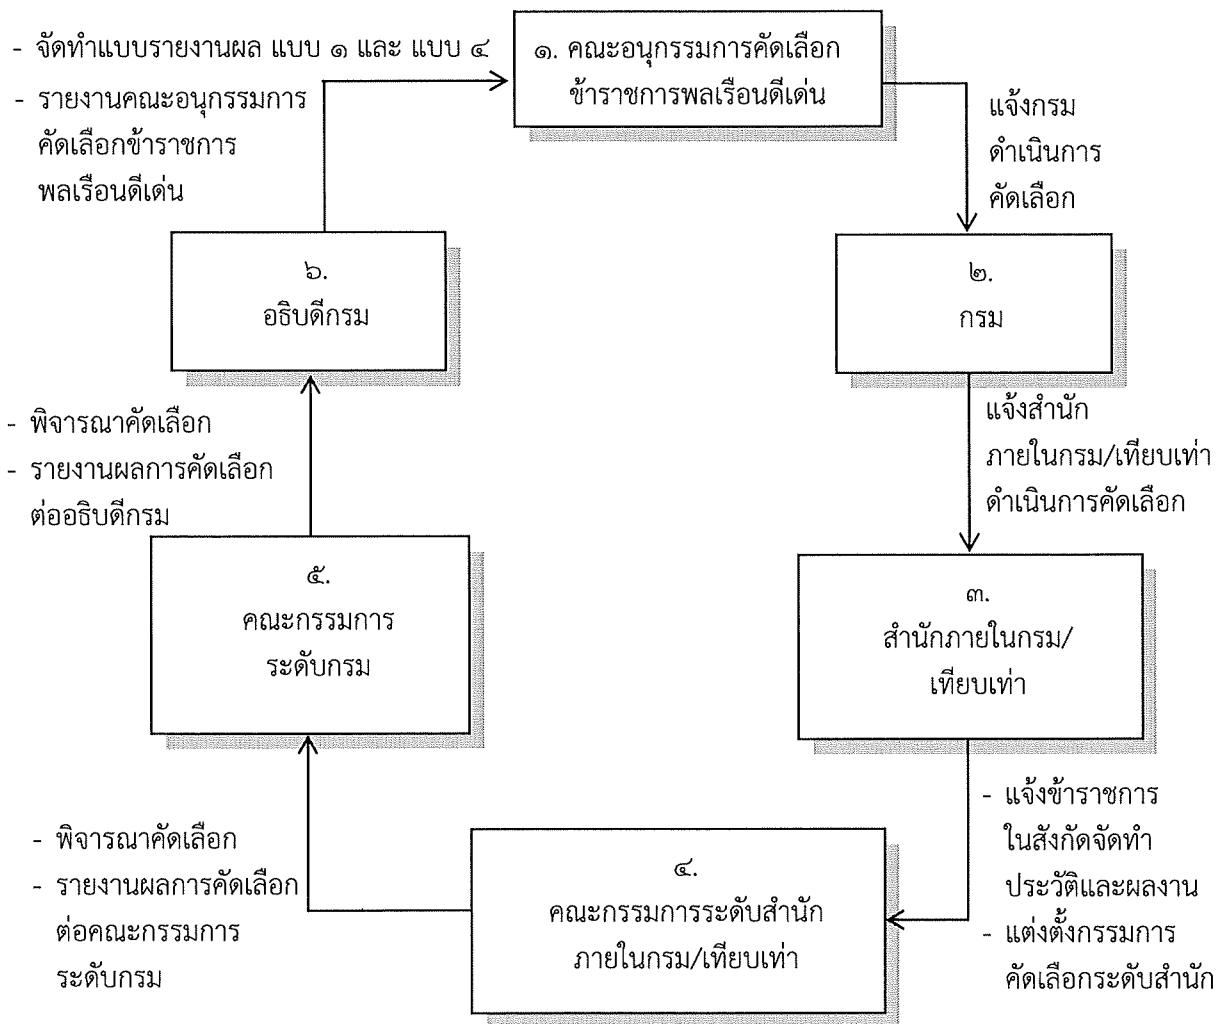 ๑. คณะอนุกรรมการคัดเลือก
ข้าราชการพลเรือนดีเด่น
แจ้งกรม
ดำเนินการ
คัดเลือก
๒.
กรม
แจ้งสำนัก
ภายในกรม/เทียบเท่า
ดำเนินการคัดเลือก
๓.
สำนักภายในกรม/
เทียบเท่า
- แจ้งข้าราชการ
ในสังกัดจัดทำ
ประวัติและผลงาน
- แต่งตั้งกรรมการ
คัดเลือกระดับสำนัก
๔.
คณะกรรมการระดับสำนัก
ภายในกรม/เทียบเท่า
- พิจารณาคัดเลือก
- รายงานผลการคัดเลือก
ต่อคณะกรรมการ
ระดับกรม
๕.
คณะกรรมการ
ระดับกรม
- พิจารณาคัดเลือก
- รายงานผลการคัดเลือก
ต่ออธิบดีกรม
๖.
อธิบดีกรม
- จัดทำแบบรายงานผล แบบ ๑ และ แบบ ๔
- รายงานคณะอนุกรรมการ
คัดเลือกข้าราชการ
พลเรือนดีเด่น